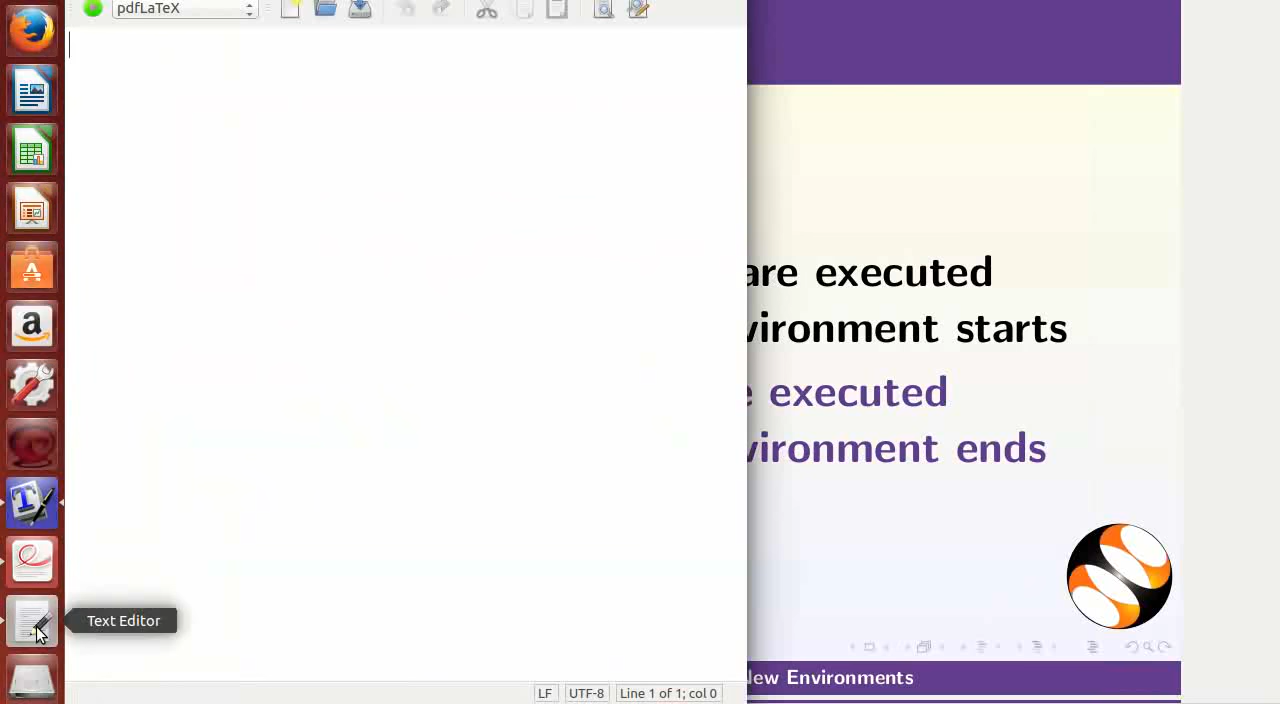 pdfLaTeX
are executed
vironment starts
e executed
vironment ends
Text Editor
New Environments
LF UTF-8 Line 1 of 1; col 0